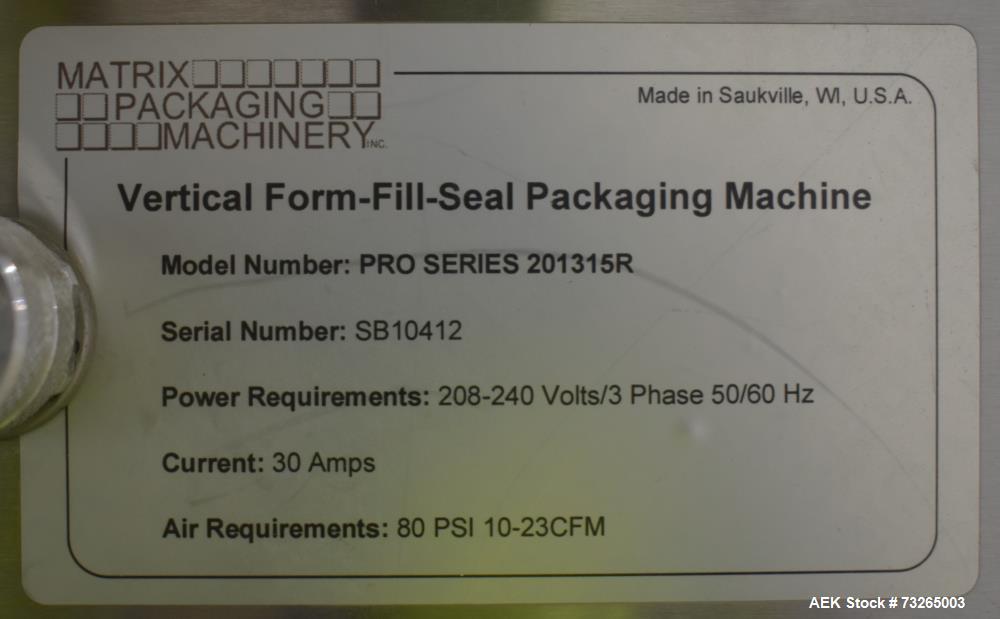 MATRIX
PACKAGING
MACHINERY INC.
Made in Saukville, WI, U.S.A.
Vertical Form-Fill-Seal Packaging Machine
Model Number: PRO SERIES 201315R
Serial Number: SB10412
Power Requirements: 208-240 Volts/3 Phase 50/60 Hz
Current: 30 Amps
Air Requirements: 80 PSI 10-23CFM
AEK Stock # 73265003